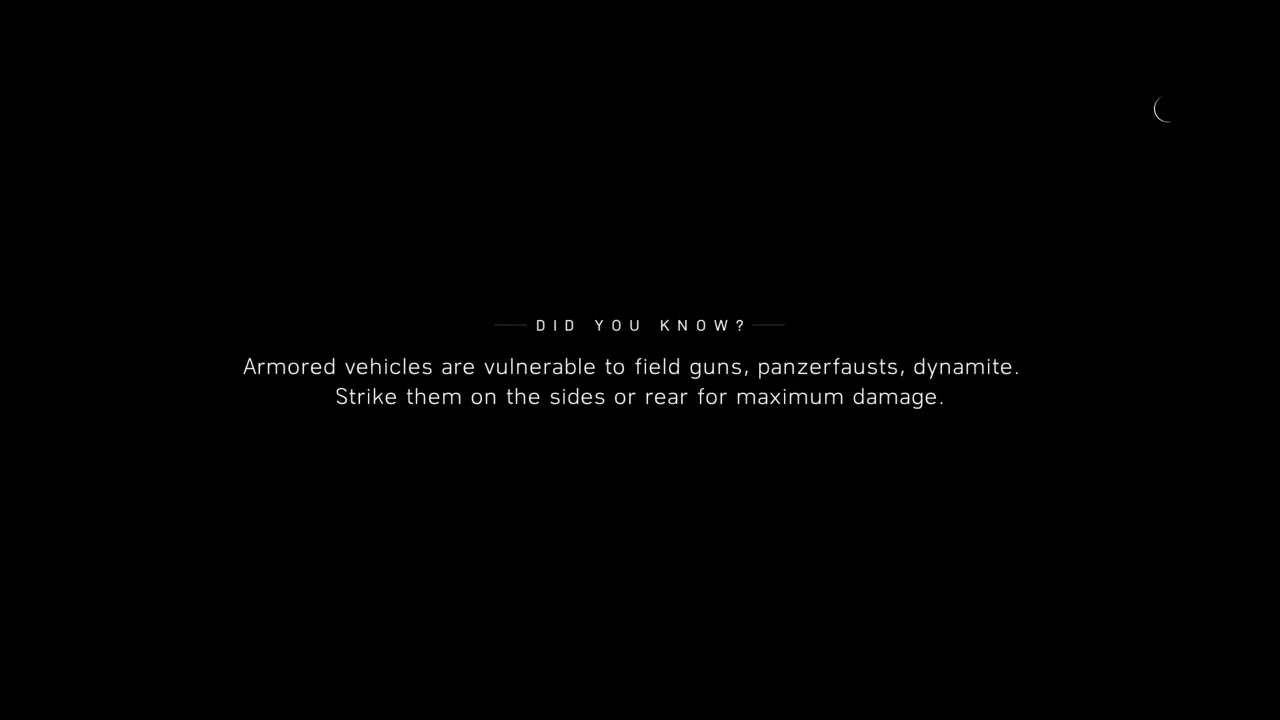 DID YOU KNOW?
Armored vehicles are vulnerable to field guns, panzerfausts, dynamite.
Strike them on the sides or rear for maximum damage.